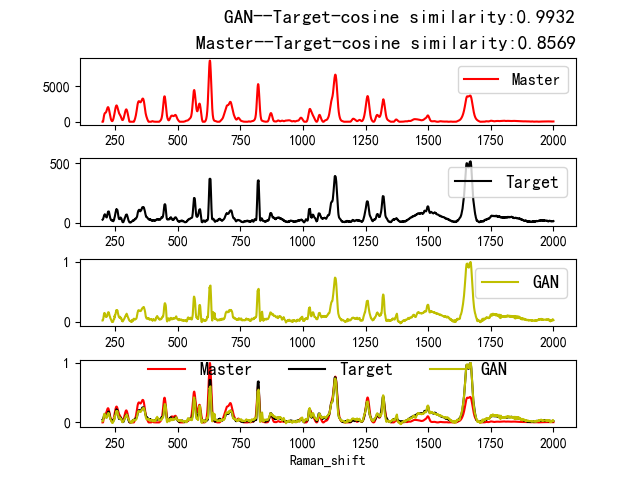 GAN--Target-cosine similarity:0.9932
Master--Target-cosine similarity:0.8569
5000
0
Master
250 500 750 1000 1250 1500 1750 2000
500
0
Target
250 500 750 1000 1250 1500 1750 2000
1
0
GAN
250 500 750 1000 1250 1500 1750 2000
1
0
Master Target GAN
250 500 750 1000 1250 1500 1750 2000
Raman_shift